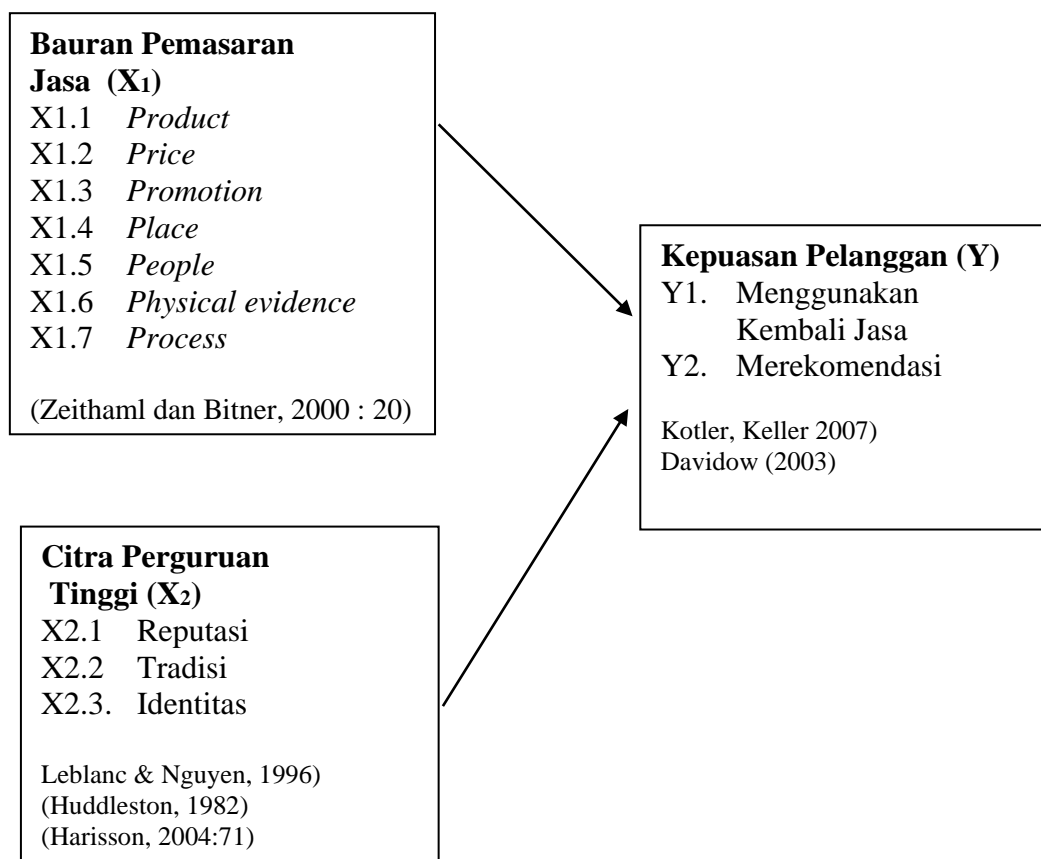 Bauran Pemasaran
Jasa (X1)
X1.1 Product
X1.2 Price
X1.3 Promotion
X1.4 Place
X1.5 People
X1.6 Physical evidence
X1.7 Process
(Zeithaml dan Bitner, 2000 : 20)
Kepuasan Pelanggan (Y)
Y1. Menggunakan
Kembali Jasa
Y2. Merekomendasi
Kotler, Keller 2007)
Davidow (2003)
Citra Perguruan
Tinggi (X2)
X2.1 Reputasi
X2.2 Tradisi
X2.3. Identitas
Leblanc & Nguyen, 1996)
(Huddleston, 1982)
(Harisson, 2004:71)